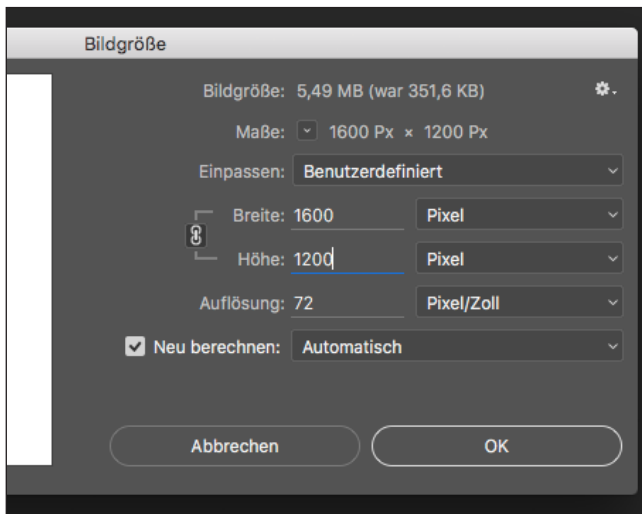 Bildgröße
Bildgröße: 5,49 MB (war 351,6 KB)
Maße: 1600 Px × 1200 Px
Einpassen: Benutzerdefiniert
Breite: 1600 Pixel
Höhe: 1200 Pixel
Auflösung: 72 Pixel/Zoll
Neu berechnen: Automatisch
Abbrechen OK